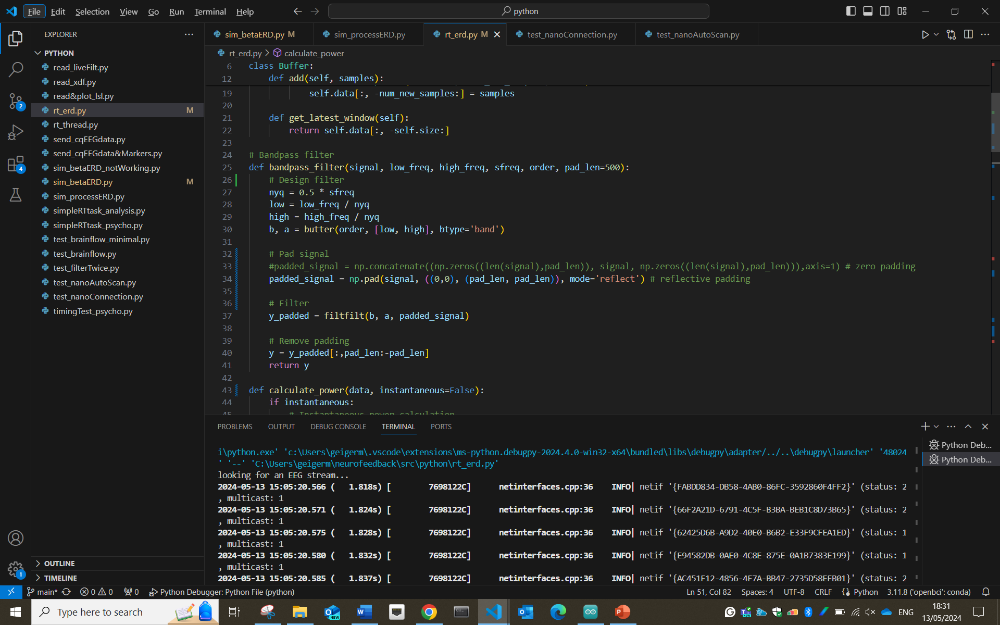 File Edit Selection View Go Run Terminal Help
python
EXPLORER
PYTHON
read_liveFilt.py
read_xdf.py
read&plot_lsl.py
rt_erd.py M
rt_thread.py
send_cqEEGdata.py
send_cqEEGdata&Markers.py
sim_betaERD_notWorking.py
sim_betaERD.py M
sim_processERD.py
simpleRTtask_analysis.py
simpleRTtask_psycho.py
test_brainflow_minimal.py
test_brainflow.py
test_filterTwice.py
test_nanoAutoScan.py
test_nanoConnection.py
timingTest_psycho.py
OUTLINE
TIMELINE
2
4
1
sim_betaERD.py M sim_processERD.py rt_erd.py M test_nanoConnection.py test_nanoAutoScan.py
rt_erd.py > calculate_power
6 class Buffer:
12 def add(self, samples):
19 self.data[:, -num_new_samples:] = samples
20
21 def get_latest_window(self):
22 return self.data[:, -self.size:]
23
24 # Bandpass filter
25 def bandpass_filter(signal, low_freq, high_freq, sfreq, order, pad_len=500):
26 # Design filter
27 nyq = 0.5 * sfreq
28 low = low_freq / nyq
29 high = high_freq / nyq
30 b, a = butter(order, [low, high], btype='band')
31
32 # Pad signal
33 #padded_signal = np.concatenate((np.zeros((len(signal),pad_len)), signal, np.zeros((len(signal),pad_len))),axis=1) # zero padding
34 padded_signal = np.pad(signal, ((0,0), (pad_len, pad_len)), mode='reflect') # reflective padding
35
36 # Filter
37 y_padded = filtfilt(b, a, padded_signal)
38
39 # Remove padding
40 y = y_padded[:,pad_len:-pad_len]
41 return y
42
43 def calculate_power(data, instantaneous=False):
44 if instantaneous:
45 # Instantaneous power calculation
PROBLEMS OUTPUT DEBUG CONSOLE TERMINAL PORTS
i\python.exe' 'c:\Users\geigerm\.vscode\extensions\ms-python.debugpy-2024.4.0-win32-x64\bundled\libs\debugpy\adapter/../..\debugpy\launcher' '48024
' '--' 'C:\Users\geigerm\neurofeedback\src\python\rt_erd.py'
looking for an EEG stream...
2024-05-13 15:05:20.566 ( 1.818s) [ 7698122C] netinterfaces.cpp:36 INFO| netif '{FABDD834-DB58-4AB0-86FC-3592860F4FF2}' (status: 2
, multicast: 1
2024-05-13 15:05:20.571 ( 1.824s) [ 7698122C] netinterfaces.cpp:36 INFO| netif '{66F2A21D-6791-4C5F-B3BA-BEB1C8D73B65}' (status: 2
, multicast: 1
2024-05-13 15:05:20.575 ( 1.828s) [ 7698122C] netinterfaces.cpp:36 INFO| netif '{62425D6B-A9D2-40E0-B6B2-E33F9CFEA1ED}' (status: 1
, multicast: 1
2024-05-13 15:05:20.580 ( 1.832s) [ 7698122C] netinterfaces.cpp:36 INFO| netif '{E94582DB-0AE0-4C8E-875E-0A1B7383E199}' (status: 1
, multicast: 1
2024-05-13 15:05:20.585 ( 1.837s) [ 7698122C] netinterfaces.cpp:36 INFO| netif '{AC451F12-4856-4F7A-BB47-2735D58EFB01}' (status: 2
Python Deb...
Python Deb...
main* 0 0 0 Python Debugger: Python File (python)
Ln 51, Col 82 Spaces: 4 UTF-8 CRLF Python 3.11.8 ('openbci': conda)
Type here to search
ENG
18:31
13/05/2024